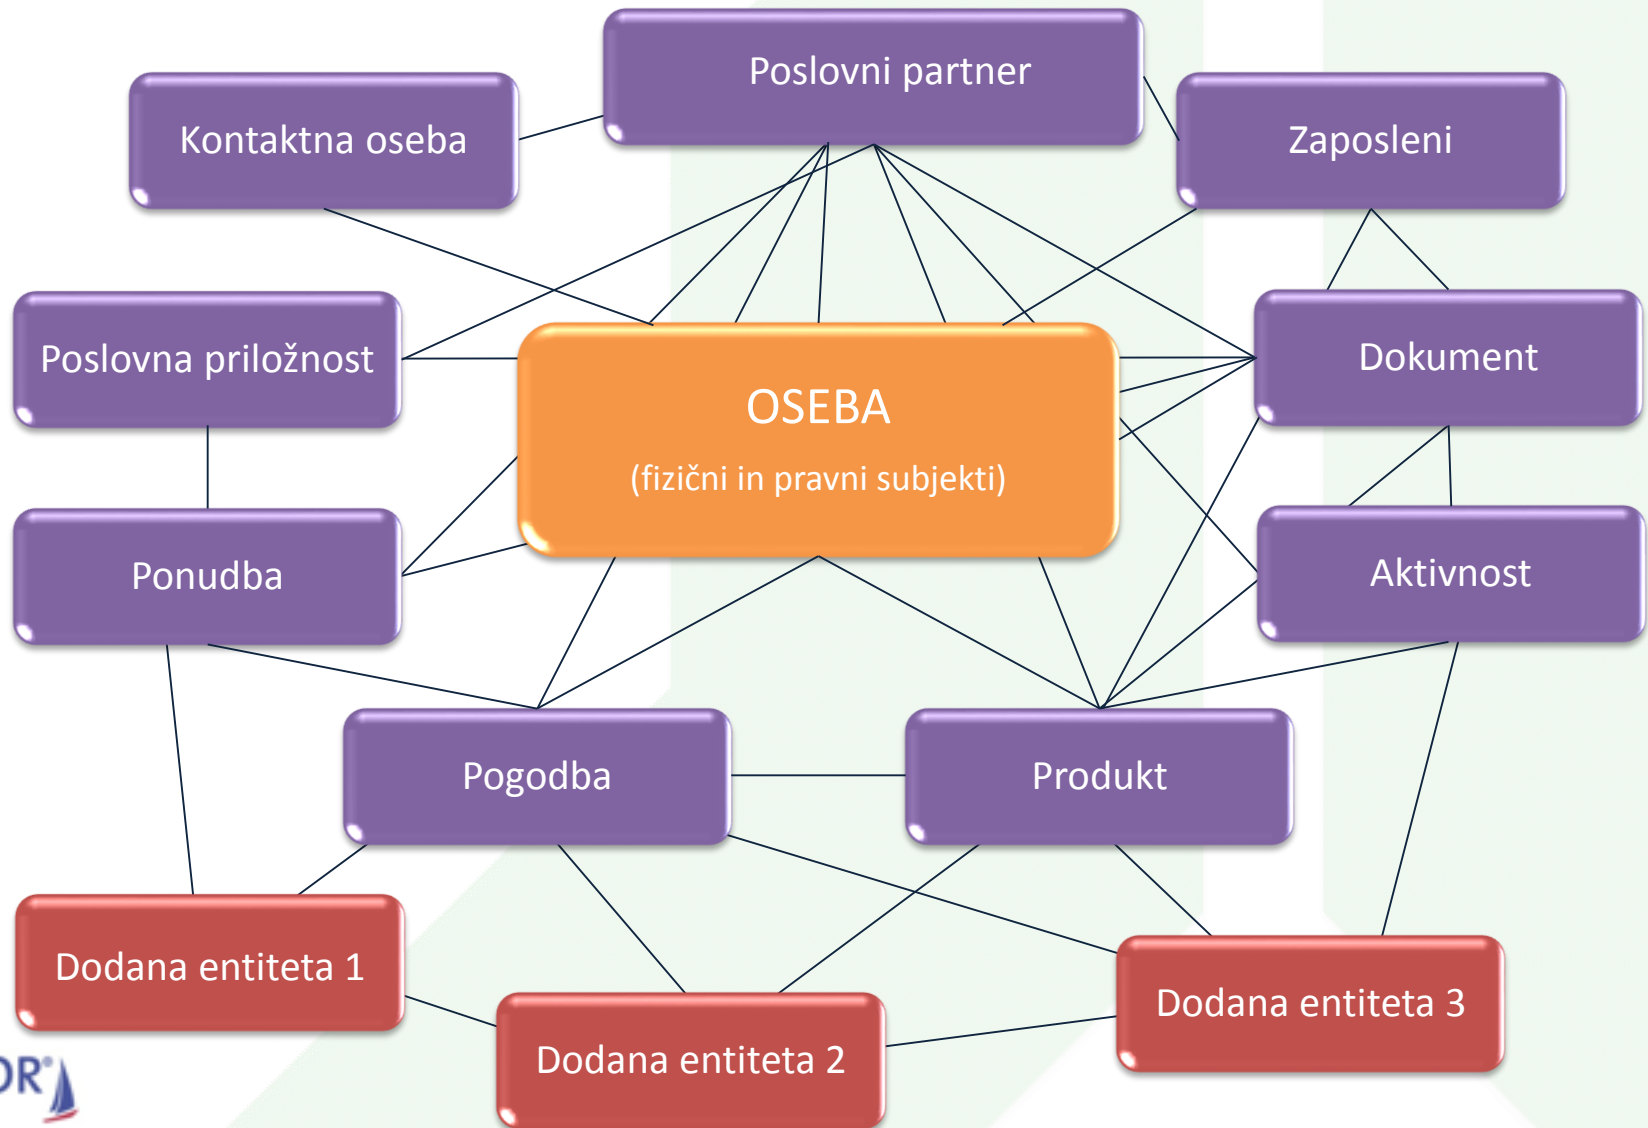 Poslovni partner
Kontaktna oseba
Zaposleni
Poslovna priložnost
Dokument
OSEBA
(fizični in pravni subjekti)
Ponudba
Aktivnost
Pogodba
Produkt
Dodana entiteta 1
Dodana entiteta 3
Dodana entiteta 2
OR®